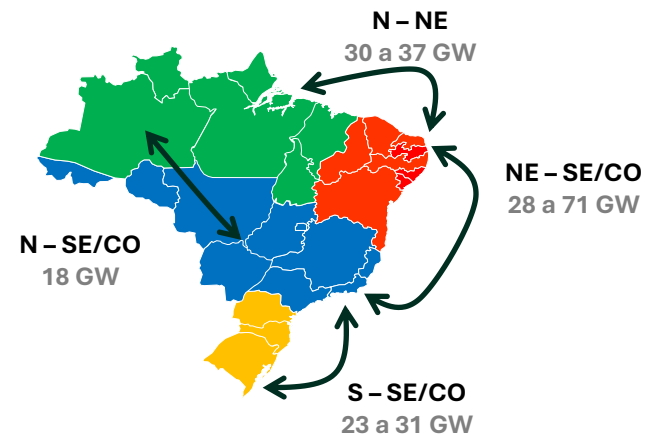 N – NE
30 a 37 GW
NE – SE/CO
28 a 71 GW
N – SE/CO
18 GW
S – SE/CO
23 a 31 GW